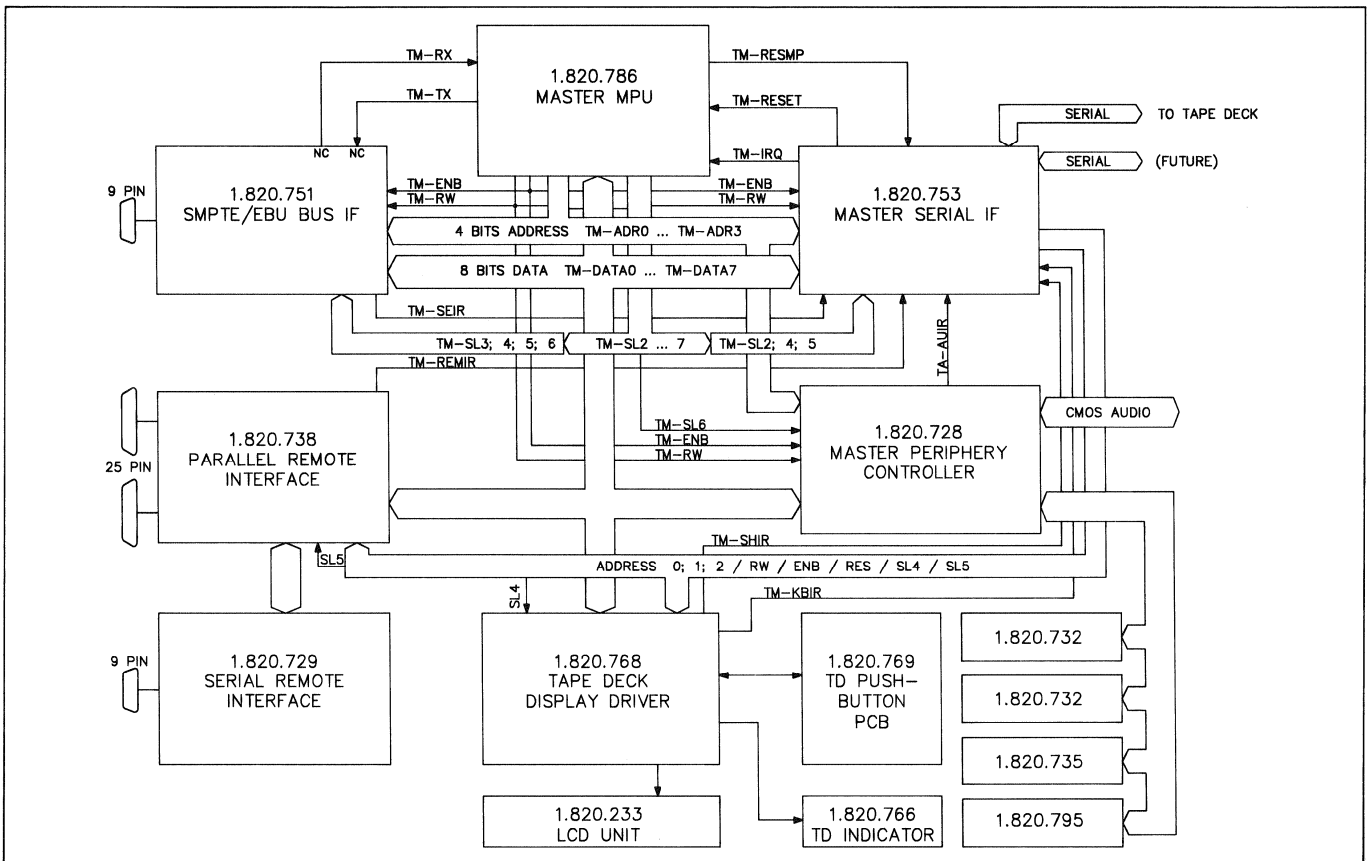 TM-RX
TM-TX
1.820.786
MASTER MPU
TM-RESMP
TM-RESET
TM-IRQ
SERIAL
TO TAPE DECK
SERIAL
(FUTURE)
NC
NC
9 PIN
1.820.751
SMPTE/EBU BUS IF
TM-ENB
TM-RW
TM-ENB
TM-RW
1.820.753
MASTER SERIAL IF
4 BITS ADDRESS TM-ADR0 ... TM-ADR3
8 BITS DATA TM-DATA0 ... TM-DATA7
TM-SEIR
TM-SL3; 4; 5; 6
TM-SL2 ... 7
TM-SL2; 4; 5
TM-REMIR
TA-AUIR
25 PIN
1.820.738
PARALLEL REMOTE
INTERFACE
TM-SL6
TM-ENB
TM-RW
1.820.728
MASTER PERIPHERY
CONTROLLER
CMOS AUDIO
SL5
TM-SHIR
ADDRESS 0; 1; 2 / RW / ENB / RES / SL4 / SL5
SL4
TM-KBIR
9 PIN
1.820.729
SERIAL REMOTE
INTERFACE
1.820.768
TAPE DECK
DISPLAY DRIVER
1.820.769
TD PUSH-
BUTTON
PCB
1.820.732
1.820.732
1.820.735
1.820.795
1.820.233
LCD UNIT
1.820.766
TD INDICATOR